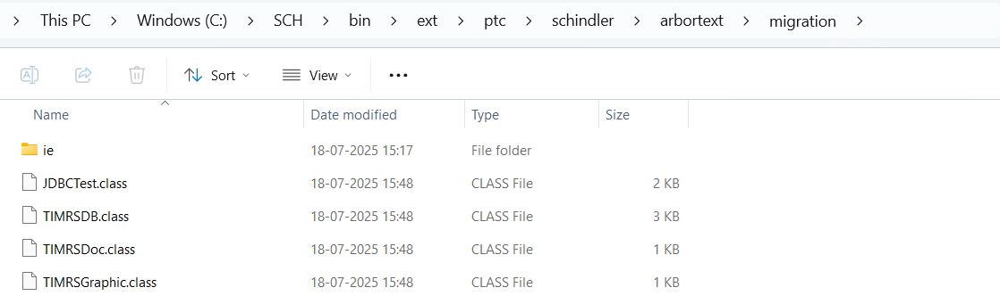 This PC > Windows (C:) > SCH > bin > ext > ptc > schindler > arbortext > migration >
Sort View ...
Name Date modified Type Size
ie 18-07-2025 15:17 File folder
JDBCTest.class 18-07-2025 15:48 CLASS File 2 KB
TIMRSDB.class 18-07-2025 15:48 CLASS File 3 KB
TIMRSDoc.class 18-07-2025 15:48 CLASS File 1 KB
TIMRSGraphic.class 18-07-2025 15:48 CLASS File 1 KB